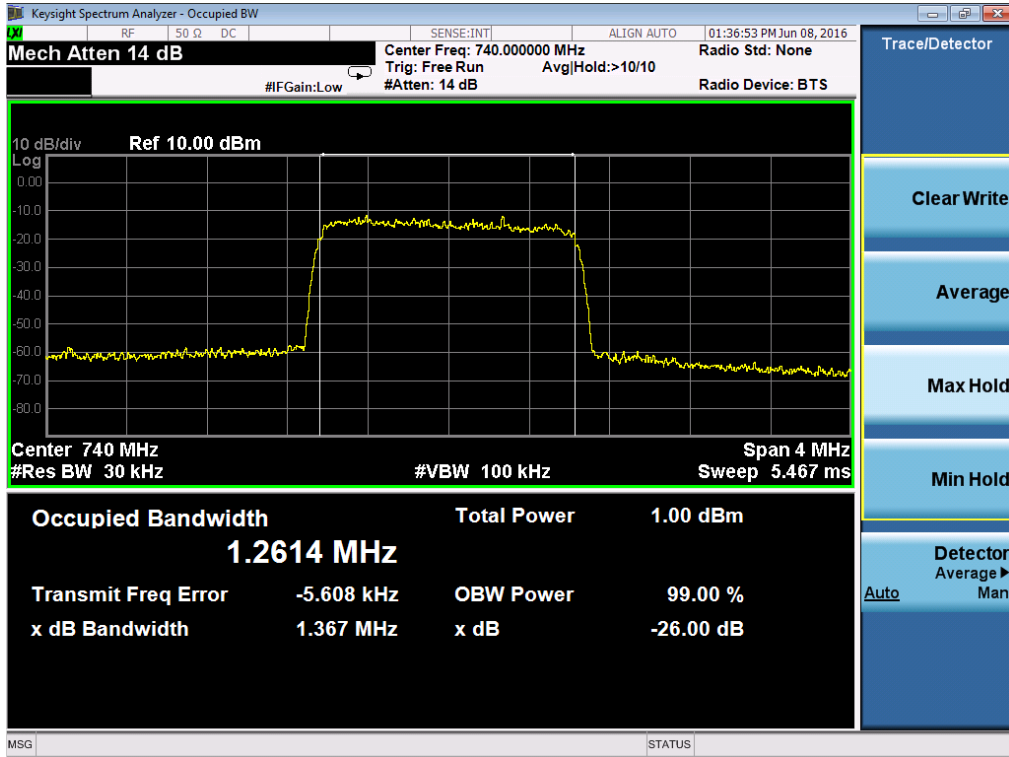 Keysight Spectrum Analyzer - Occupied BW
LXI RF 50 Ω DC SENSE:INT ALIGN AUTO 01:36:53 PM Jun 08, 2016
Mech Atten 14 dB
Center Freq: 740.000000 MHz
Radio Std: None
Trig: Free Run Avg|Hold:>10/10
#IFGain:Low #Atten: 14 dB
Radio Device: BTS
Trace/Detector
10 dB/div Ref 10.00 dBm
Log
0.00
-10.0
-20.0
-30.0
-40.0
-50.0
-60.0
-70.0
-80.0
Center 740 MHz Span 4 MHz
#Res BW 30 kHz #VBW 100 kHz Sweep 5.467 ms
Occupied Bandwidth Total Power 1.00 dBm
1.2614 MHz
Transmit Freq Error -5.608 kHz OBW Power 99.00 %
x dB Bandwidth 1.367 MHz x dB -26.00 dB
Clear Write
Average
Max Hold
Min Hold
Detector
Average
Auto Man
MSG STATUS